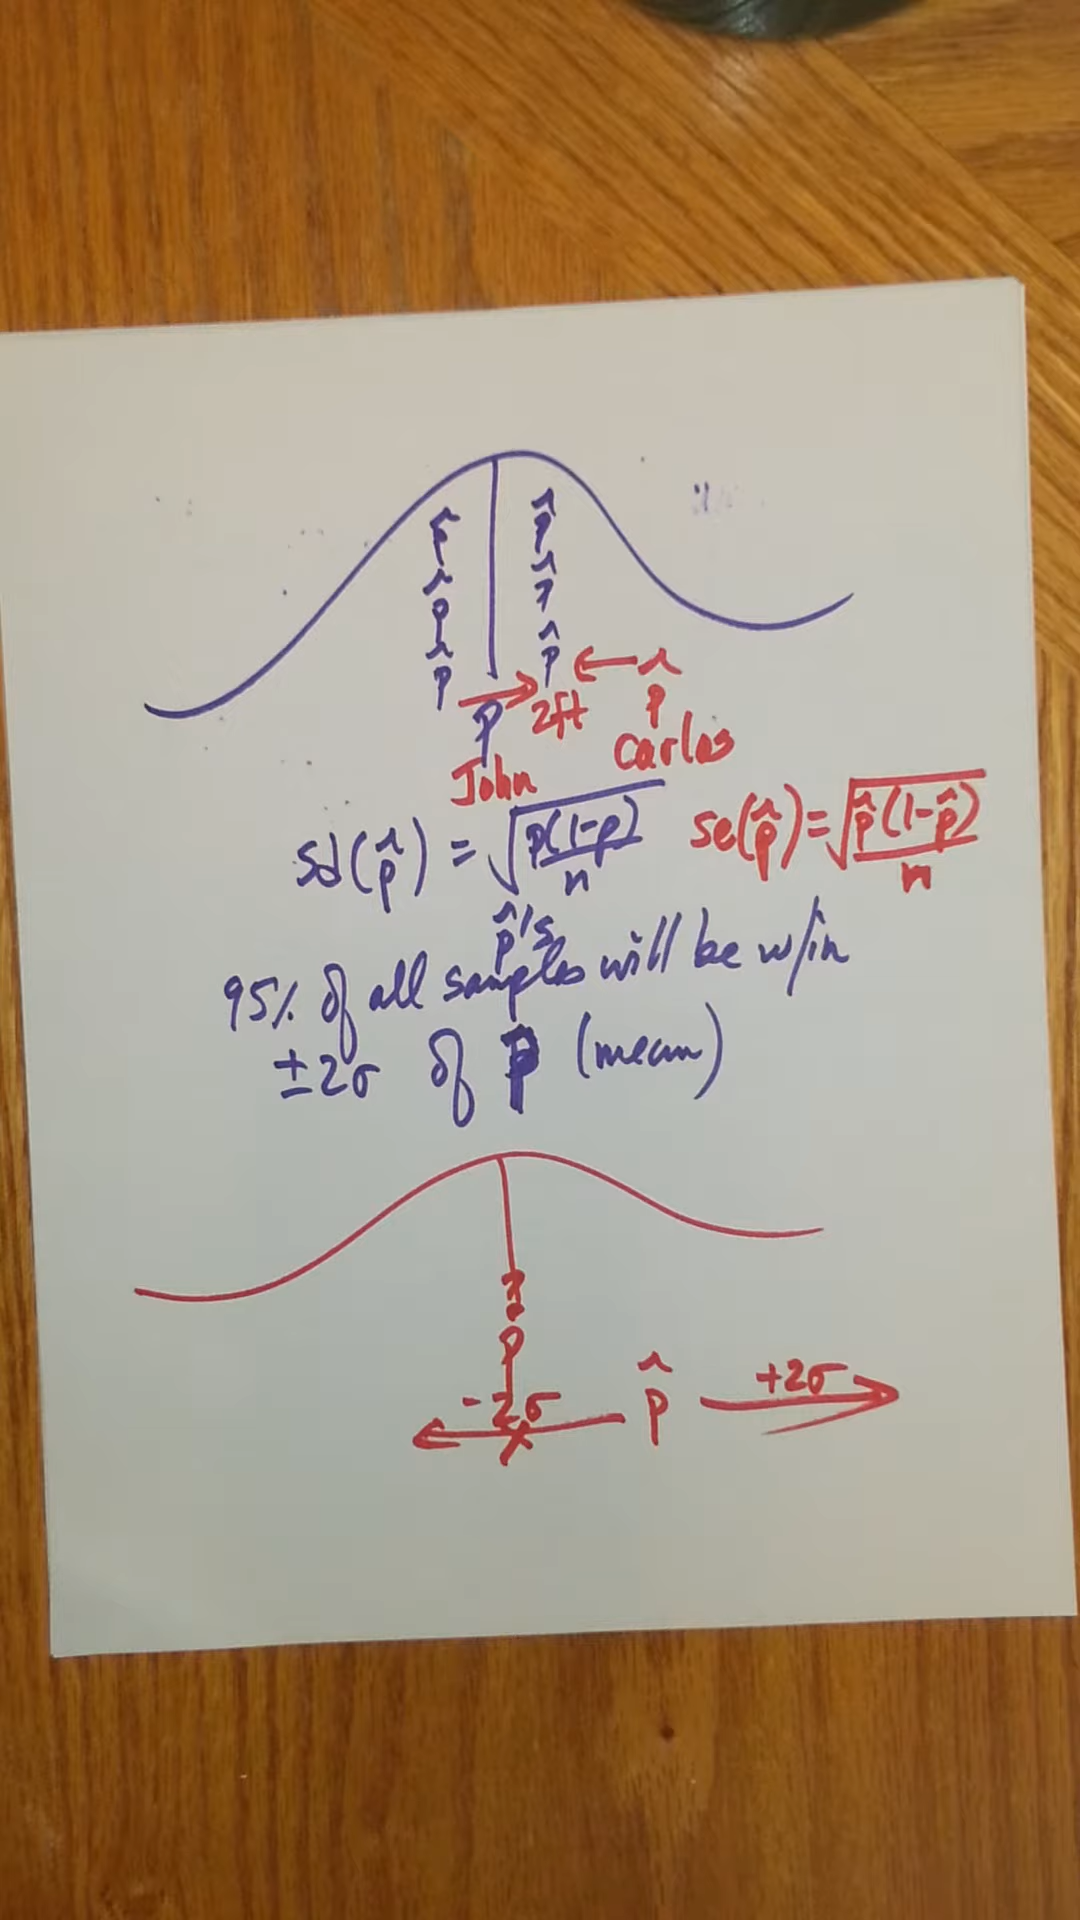 p̂ p̂
p̂ p̂
p̂ p̂ ← p̂
p → 2ft
John Carlos
sd(p̂) = √(p(1-p)/n) se(p̂) = √(p̂(1-p̂)/n)
p̂'s
95% of all samples will be w/in
±2σ of p (mean)
p
-2σ p̂ +2σ
x